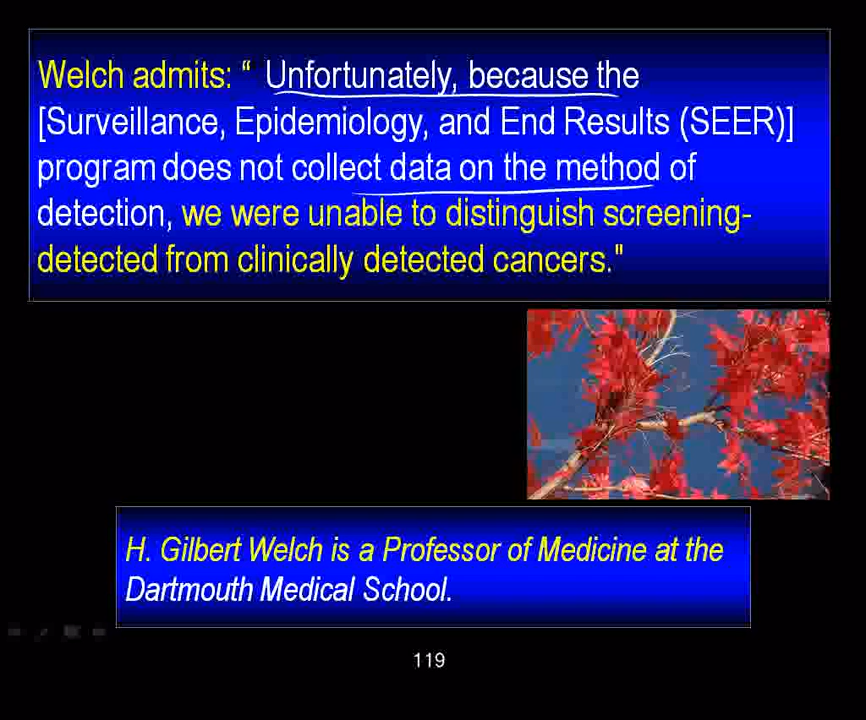 Welch admits: “ Unfortunately, because the
[Surveillance, Epidemiology, and End Results (SEER)]
program does not collect data on the method of
detection, we were unable to distinguish screening-
detected from clinically detected cancers."
H. Gilbert Welch is a Professor of Medicine at the
Dartmouth Medical School.
119